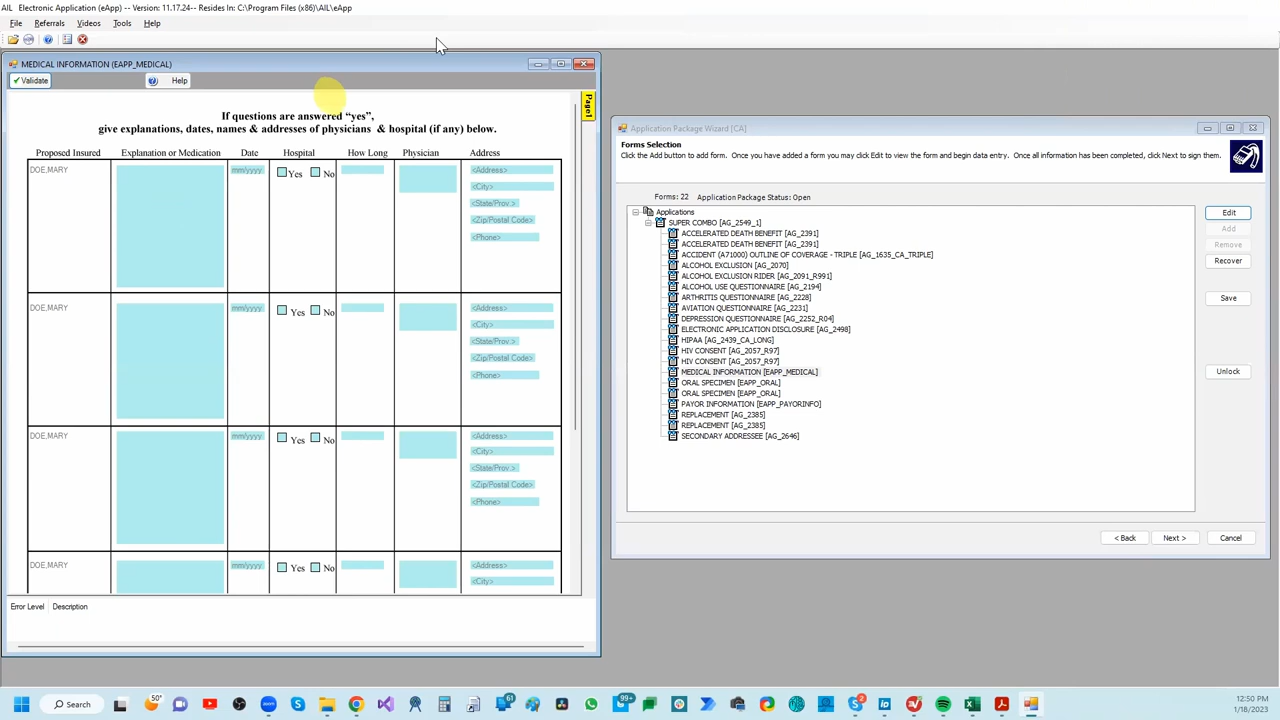 AIL Electronic Application (eApp) -- Version: 11.17.24-- Resides In: C:\Program Files (x86)\AIL\eApp
File Referrals Videos Tools Help
MEDICAL INFORMATION (EAPP_MEDICAL)
Validate Help
Page1
If questions are answered “yes”,
give explanations, dates, names & addresses of physicians & hospital (if any) below.
Proposed Insured Explanation or Medication Date Hospital How Long Physician Address
DOE,MARY mm/yyyy Yes No <Address>
<City>
<State/Prov.>
<Zip/Postal Code>
<Phone>
DOE,MARY mm/yyyy Yes No <Address>
<City>
<State/Prov.>
<Zip/Postal Code>
<Phone>
DOE,MARY mm/yyyy Yes No <Address>
<City>
<State/Prov.>
<Zip/Postal Code>
<Phone>
DOE,MARY mm/yyyy Yes No <Address>
<City>
Error Level Description
Application Package Wizard [CA]
Forms Selection
Click the Add button to add form. Once you have added a form you may click Edit to view the form and begin data entry. Once all information has been completed, click Next to sign them.
Forms: 22 Application Package Status: Open
Applications
SUPER COMBO [AG_2549_1]
ACCELERATED DEATH BENEFIT [AG_2391]
ACCELERATED DEATH BENEFIT [AG_2391]
ACCIDENT (A71000) OUTLINE OF COVERAGE - TRIPLE [AG_1635_CA_TRIPLE]
ALCOHOL EXCLUSION [AG_2070]
ALCOHOL EXCLUSION RIDER [AG_2091_R991]
ALCOHOL USE QUESTIONNAIRE [AG_2194]
ARTHRITIS QUESTIONNAIRE [AG_2228]
AVIATION QUESTIONNAIRE [AG_2231]
DEPRESSION QUESTIONNAIRE [AG_2252_R04]
ELECTRONIC APPLICATION DISCLOSURE [AG_2498]
HIPAA [AG_2439_CA_LONG]
HIV CONSENT [AG_2057_R97]
HIV CONSENT [AG_2057_R97]
MEDICAL INFORMATION [EAPP_MEDICAL]
ORAL SPECIMEN [EAPP_ORAL]
ORAL SPECIMEN [EAPP_ORAL]
PAYOR INFORMATION [EAPP_PAYORINFO]
REPLACEMENT [AG_2385]
REPLACEMENT [AG_2385]
SECONDARY ADDRESSEE [AG_2646]
Edit
Add
Remove
Recover
Save
Unlock
< Back Next > Cancel
Search 50° 61 99+ 2 12:50 PM
1/18/2023